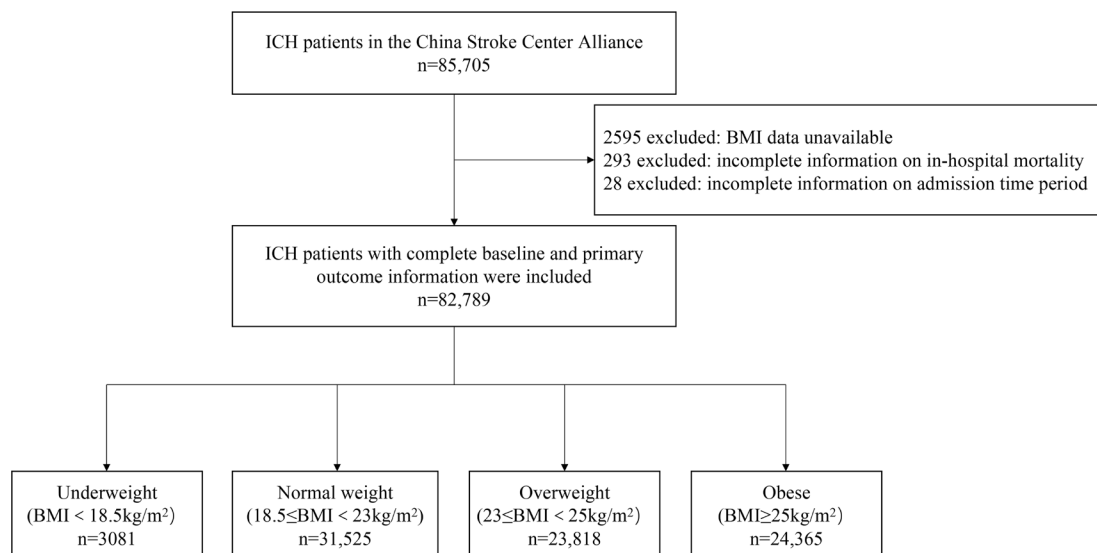 ICH patients in the China Stroke Center Alliance
n=85,705
2595 excluded: BMI data unavailable
293 excluded: incomplete information on in-hospital mortality
28 excluded: incomplete information on admission time period
ICH patients with complete baseline and primary
outcome information were included
n=82,789
Underweight
(BMI < 18.5kg/m²)
n=3081
Normal weight
(18.5≤BMI < 23kg/m²)
n=31,525
Overweight
(23≤BMI < 25kg/m²)
n=23,818
Obese
(BMI≥25kg/m²)
n=24,365